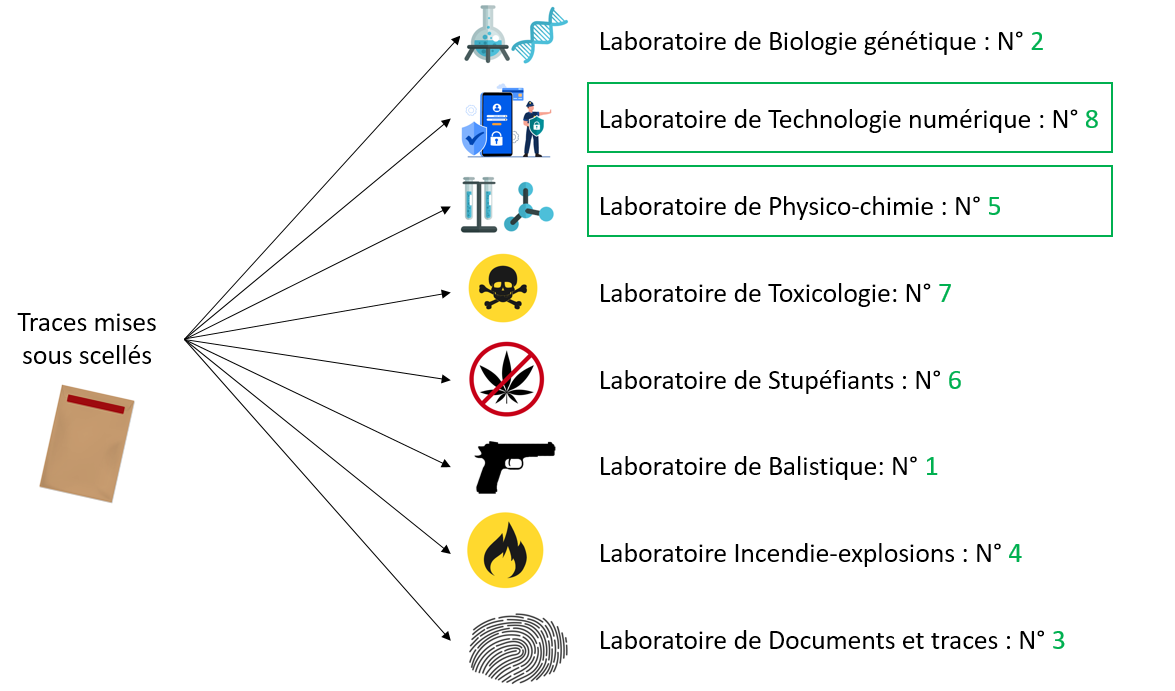 Laboratoire de Biologie génétique : N° 2
Laboratoire de Technologie numérique : N° 8
Laboratoire de Physico-chimie : N° 5
Laboratoire de Toxicologie: N° 7
Traces mises
sous scellés
Laboratoire de Stupéfiants : N° 6
Laboratoire de Balistique: N° 1
Laboratoire Incendie-explosions : N° 4
Laboratoire de Documents et traces : N° 3